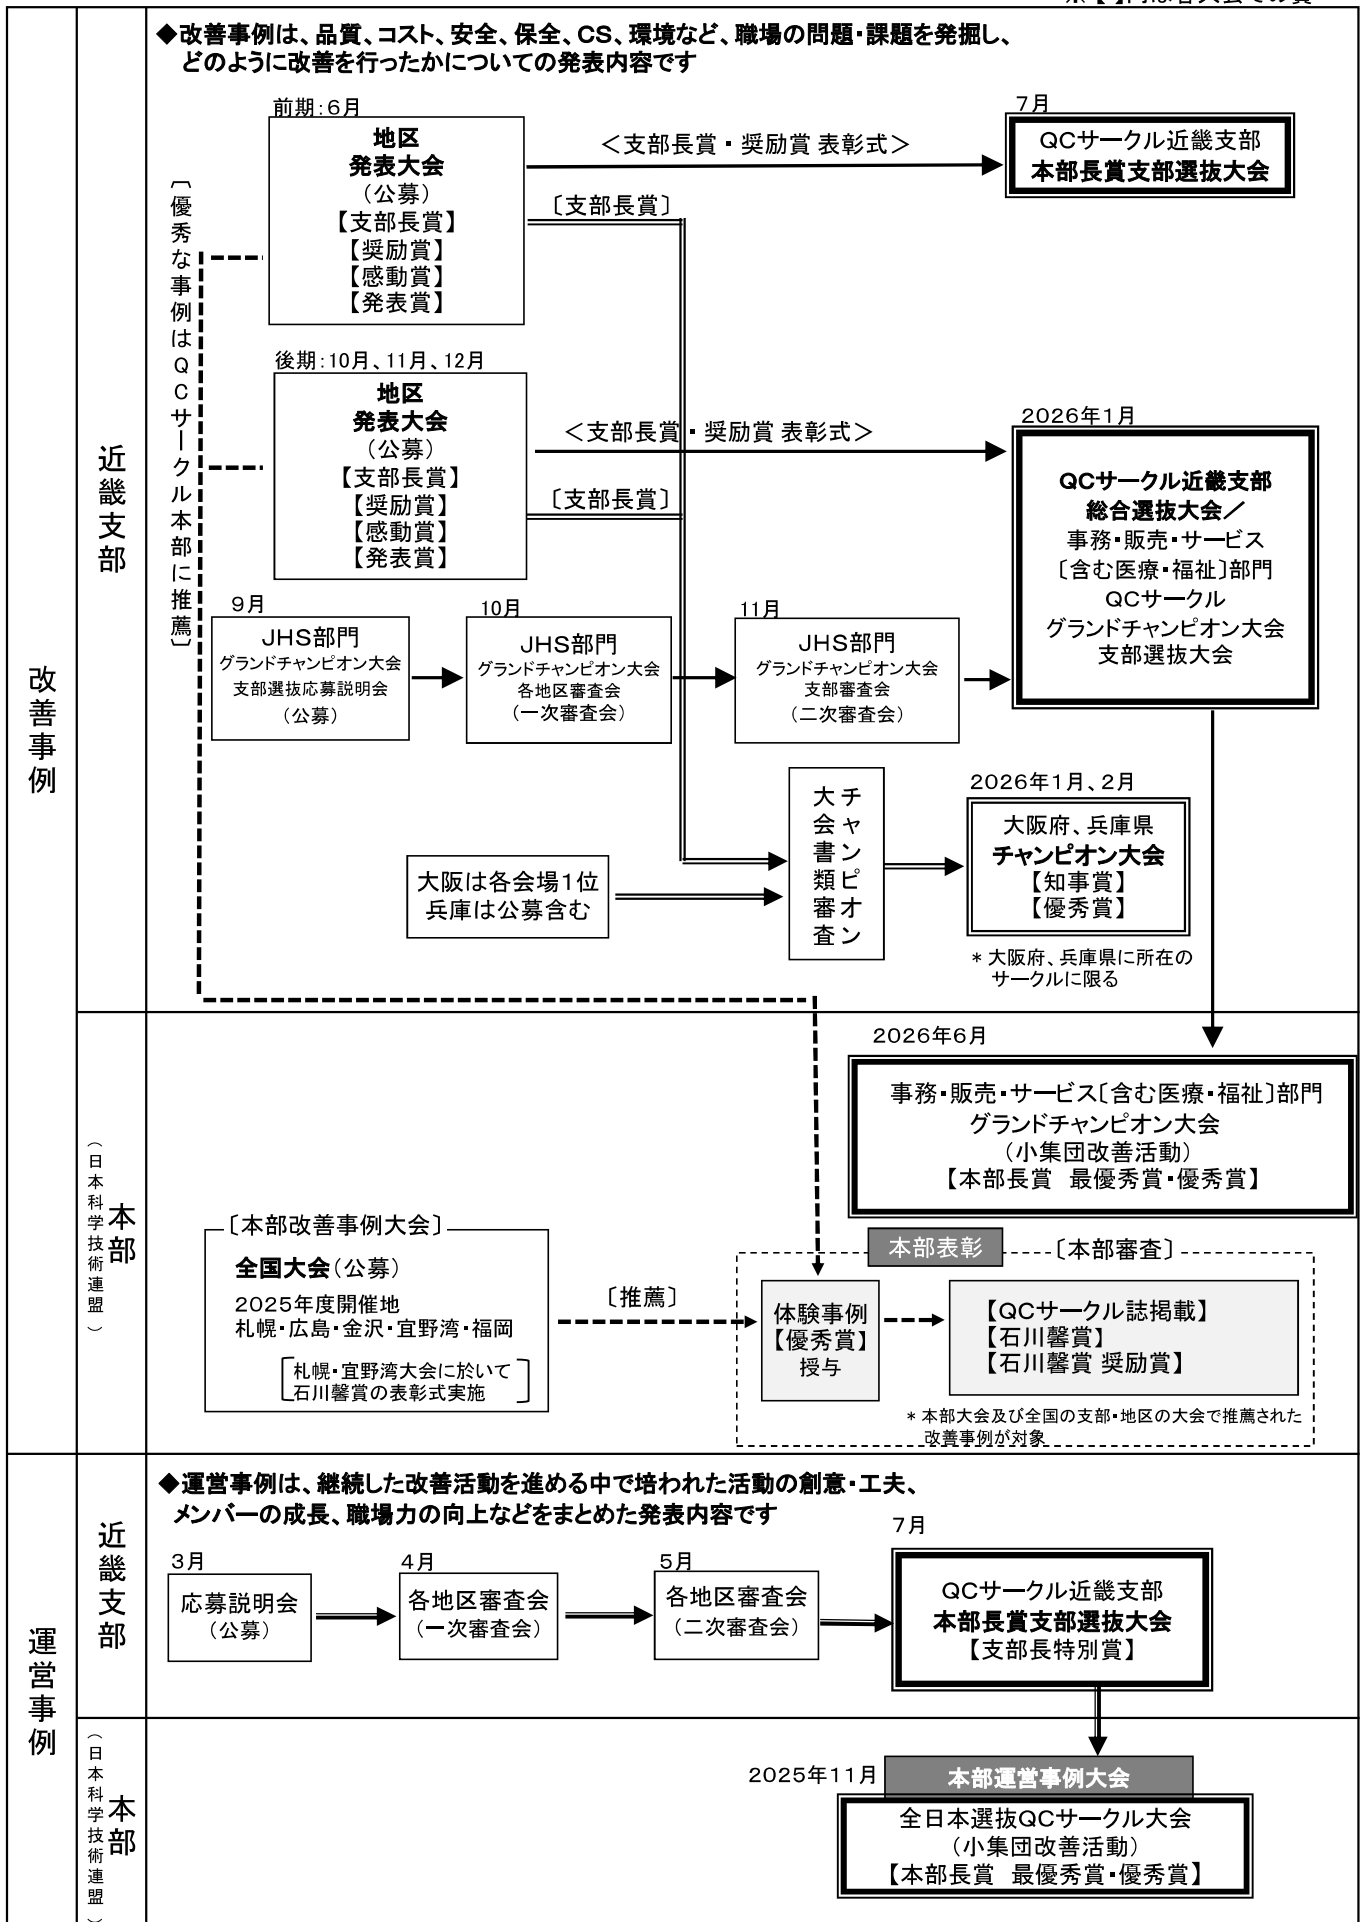 ◆改善事例は、品質、コスト、安全、保全、CS、環境など、職場の問題・課題を発掘し、
どのように改善を行ったかについての発表内容です
改善事例
近畿支部
〔優秀な事例はQCサークル本部に推薦〕
前期:6月
地区
発表大会
(公募)
【支部長賞】
【奨励賞】
【感動賞】
【発表賞】
<支部長賞・奨励賞 表彰式>
〔支部長賞〕
7月
QCサークル近畿支部
本部長賞支部選抜大会
後期:10月、11月、12月
地区
発表大会
(公募)
【支部長賞】
【奨励賞】
【感動賞】
【発表賞】
<支部長賞・奨励賞 表彰式>
〔支部長賞〕
2026年1月
QCサークル近畿支部
総合選抜大会/
事務・販売・サービス
〔含む医療・福祉〕部門
QCサークル
グランドチャンピオン大会
支部選抜大会
9月
JHS部門
グランドチャンピオン大会
支部選抜応募説明会
(公募)
10月
JHS部門
グランドチャンピオン大会
各地区審査会
(一次審査会)
11月
JHS部門
グランドチャンピオン大会
支部審査会
(二次審査会)
大阪は各会場1位
兵庫は公募含む
チャンピオン
大会書類審査
2026年1月、2月
大阪府、兵庫県
チャンピオン大会
【知事賞】
【優秀賞】
* 大阪府、兵庫県に所在の
サークルに限る
本部
(日本科学技術連盟)
2026年6月
事務・販売・サービス〔含む医療・福祉〕部門
グランドチャンピオン大会
(小集団改善活動)
【本部長賞 最優秀賞・優秀賞】
〔本部改善事例大会〕
全国大会(公募)
2025年度開催地
札幌・広島・金沢・宜野湾・福岡
札幌・宜野湾大会に於いて
石川馨賞の表彰式実施
〔推薦〕
本部表彰
〔本部審査〕
体験事例
【優秀賞】
授与
【QCサークル誌掲載】
【石川馨賞】
【石川馨賞 奨励賞】
* 本部大会及び全国の支部・地区の大会で推薦された
改善事例が対象
運営事例
近畿支部
◆運営事例は、継続した改善活動を進める中で培われた活動の創意・工夫、
メンバーの成長、職場力の向上などをまとめた発表内容です
3月
応募説明会
(公募)
4月
各地区審査会
(一次審査会)
5月
各地区審査会
(二次審査会)
7月
QCサークル近畿支部
本部長賞支部選抜大会
【支部長特別賞】
本部
(日本科学技術連盟)
2025年11月
本部運営事例大会
全日本選抜QCサークル大会
(小集団改善活動)
【本部長賞 最優秀賞・優秀賞】